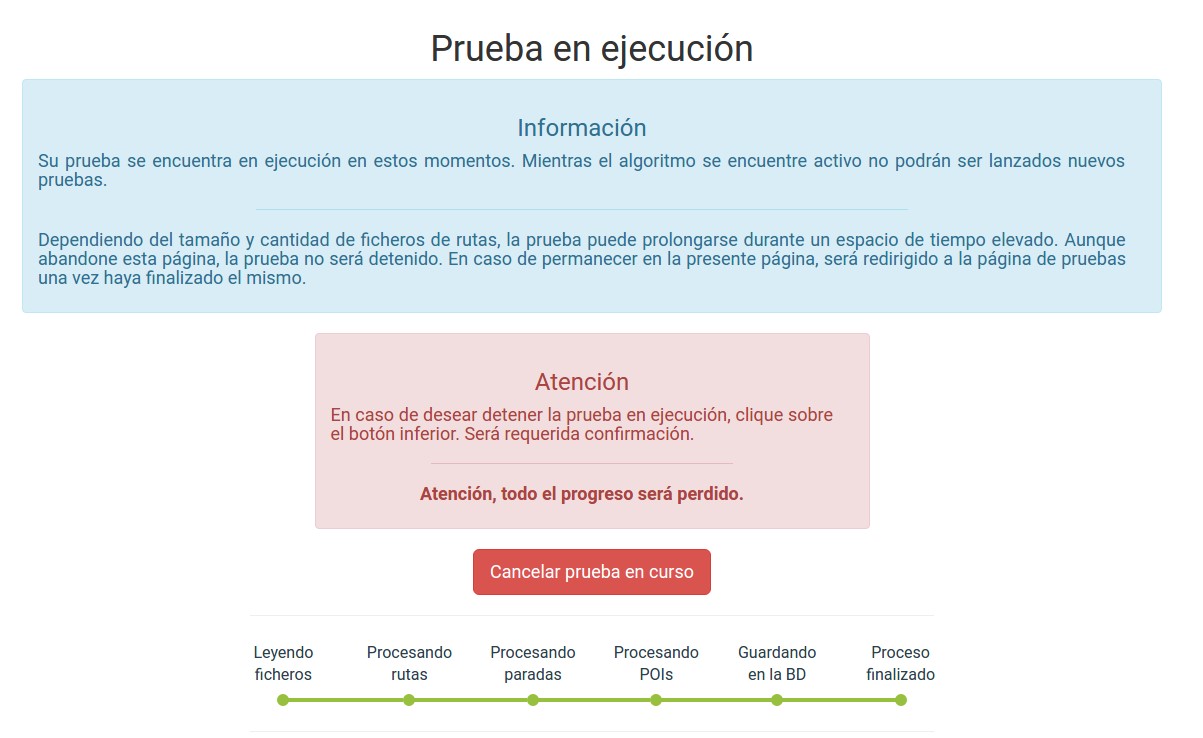 Prueba en ejecución
Información
Su prueba se encuentra en ejecución en estos momentos. Mientras el algoritmo se encuentre activo no podrán ser lanzados nuevos
pruebas.
Dependiendo del tamaño y cantidad de ficheros de rutas, la prueba puede prolongarse durante un espacio de tiempo elevado. Aunque
abandone esta página, la prueba no será detenido. En caso de permanecer en la presente página, será redirigido a la página de pruebas
una vez haya finalizado el mismo.
Atención
En caso de desear detener la prueba en ejecución, clique sobre
el botón inferior. Será requerida confirmación.
Atención, todo el progreso será perdido.
Cancelar prueba en curso
Leyendo
ficheros
Procesando
rutas
Procesando
paradas
Procesando
POIs
Guardando
en la BD
Proceso
finalizado